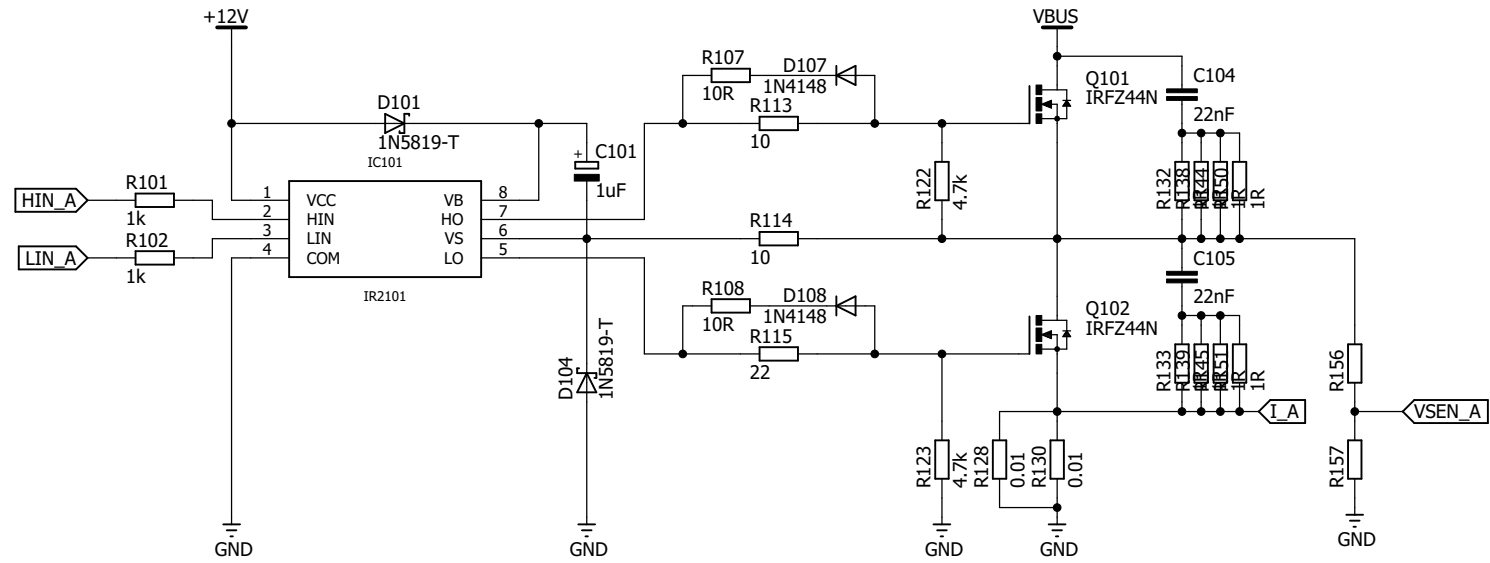 +12V
VBUS
R107
10R
D107
1N4148
R113
10
Q101
IRFZ44N
C104
22nF
D101
1N5819-T
IC101
C101
+
1uF
R122
4.7k
R132
R138
1R
1R
HIN_A
R101
1k
LIN_A
R102
1k
1
2
3
4
VCC
HIN
LIN
COM
VB
HO
VS
LO
8
7
6
5
IR2101
R114
10
C105
22nF
R108
10R
D108
1N4148
R115
22
Q102
IRFZ44N
D104
1N5819-T
R133
R139
1R
1R
R156
I_A
VSEN_A
R123
4.7k
R128
0.01
R130
0.01
R157
GND
GND
GND
GND
GND